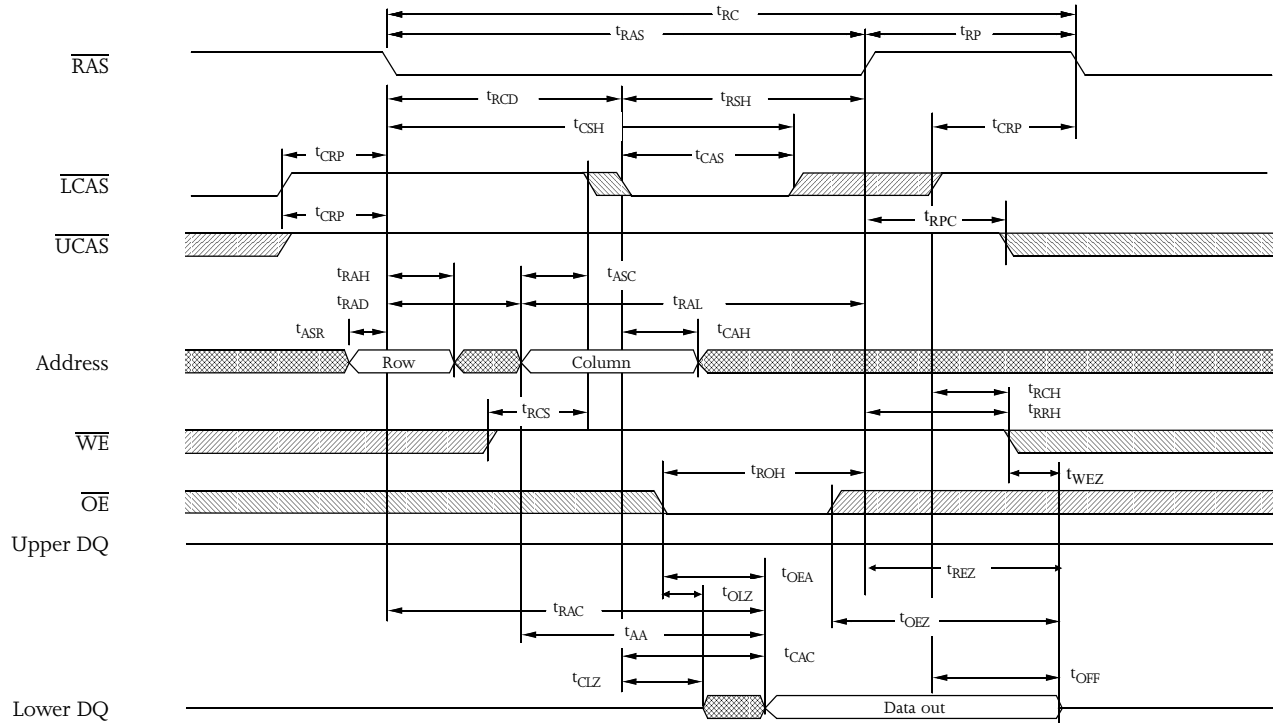 tRC
tRAS tRP
RAS
tRCD tRSH
tCSH tCRP
tCRP tCAS
LCAS
tCRP tRPC
UCAS
tRAH tASC
tRAD tRAL
tASR tCAH
Address Row Column
tRCH
tRCS tRRH
WE
tROH tWEZ
OE
Upper DQ
tOEA tREZ
tOLZ
tRAC tOEZ
tAA
tCAC
tCLZ tOFF
Lower DQ Data out